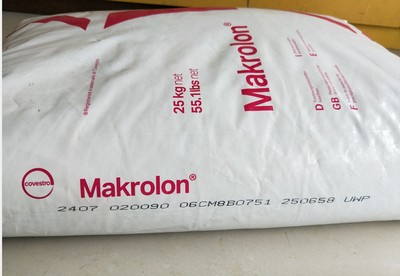 25 kg net
55.1 lbs net
Makrolon®
D
GB
F
I
E
covestro
Makrolon®
2407 020090 06CM8B0751 250658 UWP